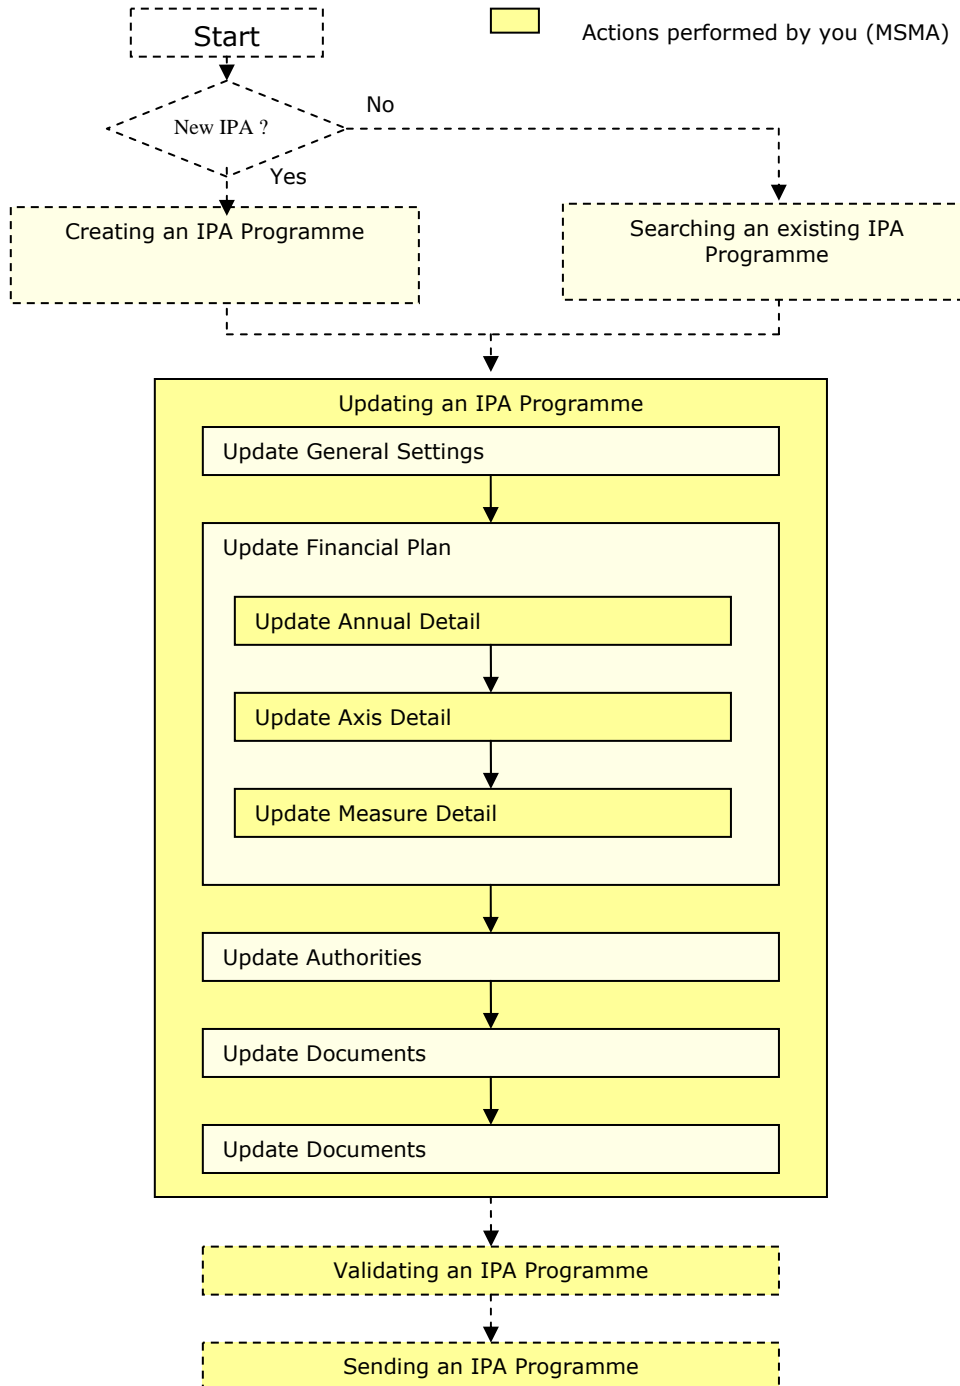 Start
Actions performed by you (MSMA)
New IPA ?
No
Yes
Creating an IPA Programme
Searching an existing IPA
Programme
Updating an IPA Programme
Update General Settings
Update Financial Plan
Update Annual Detail
Update Axis Detail
Update Measure Detail
Update Authorities
Update Documents
Update Documents
Validating an IPA Programme
Sending an IPA Programme